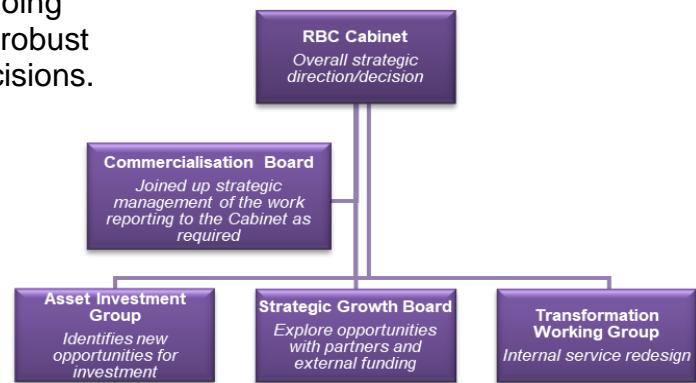 oing
robust
cisions.
RBC Cabinet
Overall strategic
direction/decision
Commercialisation Board
Joined up strategic
management of the work
reporting to the Cabinet as
required
Asset Investment
Group
Identifies new
opportunities for
investment
Strategic Growth Board
Explore opportunities
with partners and
external funding
Transformation
Working Group
Internal service redesign